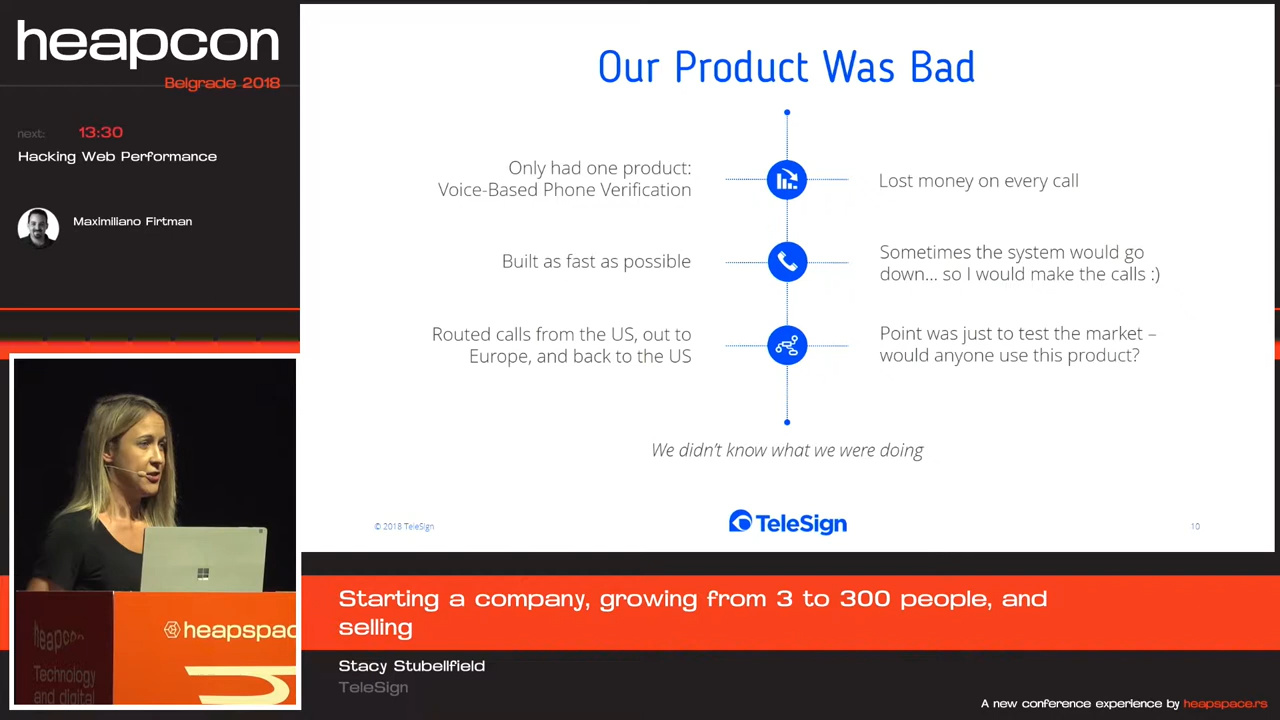 heapcon
Belgrade 2018
next: 13:30
Hacking Web Performance
Maximiliano Firtman
Our Product Was Bad
Only had one product:
Voice-Based Phone Verification
Lost money on every call
Built as fast as possible
Sometimes the system would go
down... so I would make the calls :)
Routed calls from the US, out to
Europe, and back to the US
Point was just to test the market –
would anyone use this product?
We didn't know what we were doing
© 2018 TeleSign
TeleSign
10
heapspac
heapcon
Technology
and digital
Starting a company, growing from 3 to 300 people, and
selling
Stacy Stubellfield
TeleSign
A new conference experience by heapspace.rs